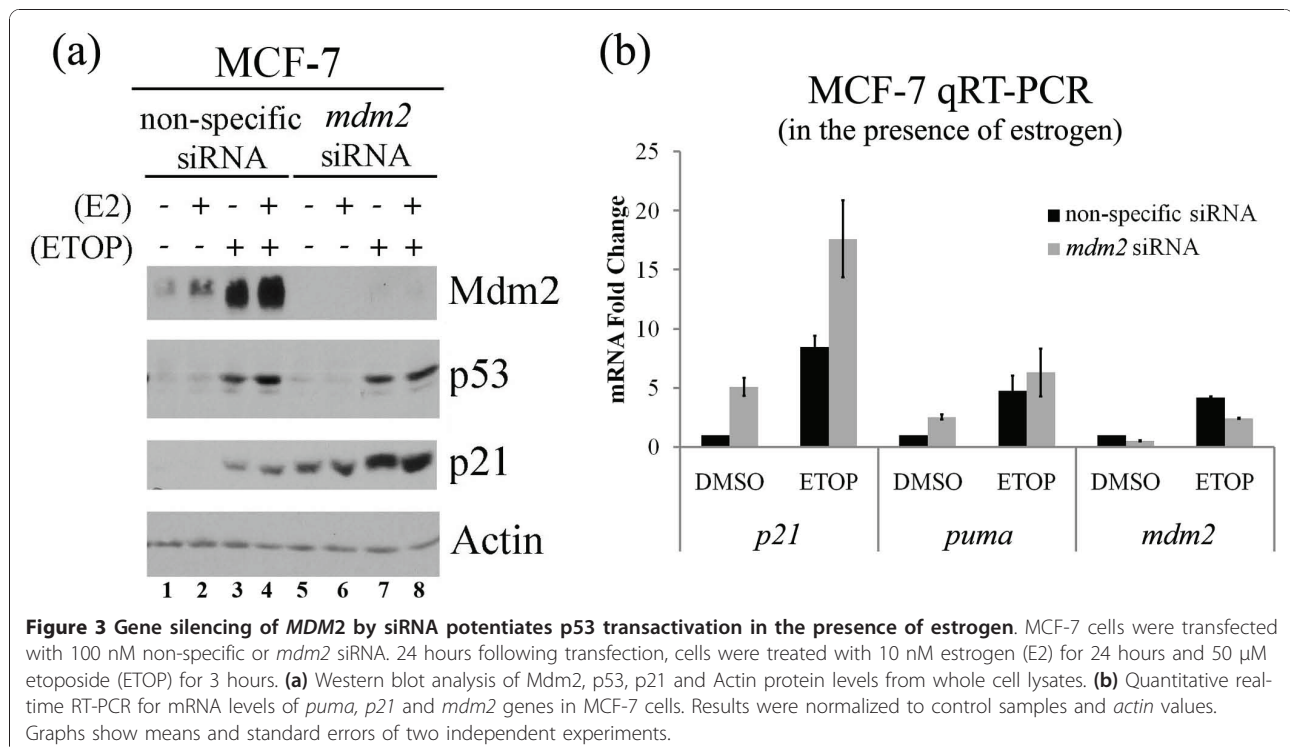 (a)
MCF-7
non-specific mdm2
siRNA siRNA
(E2) - + - + - + - +
(ETOP) - - + + - - + +
Mdm2
p53
p21
Actin
1 2 3 4 5 6 7 8
(b)
MCF-7 qRT-PCR
(in the presence of estrogen)
mRNA Fold Change
25
20
15
10
5
0
non-specific siRNA
mdm2 siRNA
DMSO ETOP DMSO ETOP DMSO ETOP
p21 puma mdm2
Figure 3 Gene silencing of MDM2 by siRNA potentiates p53 transactivation in the presence of estrogen. MCF-7 cells were transfected
with 100 nM non-specific or mdm2 siRNA. 24 hours following transfection, cells were treated with 10 nM estrogen (E2) for 24 hours and 50 μM
etoposide (ETOP) for 3 hours. (a) Western blot analysis of Mdm2, p53, p21 and Actin protein levels from whole cell lysates. (b) Quantitative real-
time RT-PCR for mRNA levels of puma, p21 and mdm2 genes in MCF-7 cells. Results were normalized to control samples and actin values.
Graphs show means and standard errors of two independent experiments.